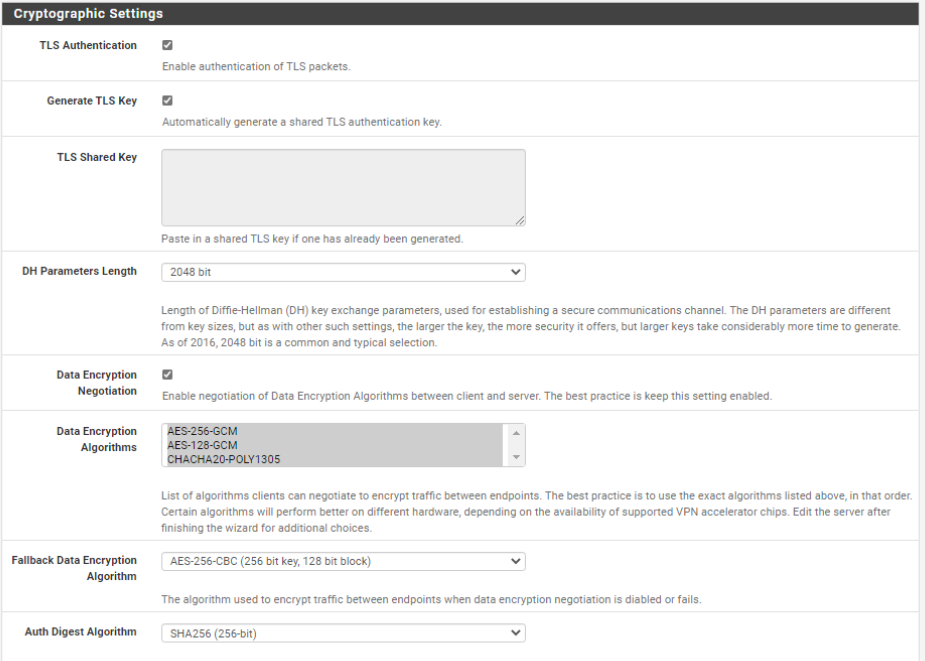 Cryptographic Settings
TLS Authentication
Enable authentication of TLS packets.
Generate TLS Key
Automatically generate a shared TLS authentication key.
TLS Shared Key
Paste in a shared TLS key if one has already been generated.
DH Parameters Length
2048 bit
Length of Diffie-Hellman (DH) key exchange parameters, used for establishing a secure communications channel. The DH parameters are different
from key sizes, but as with other such settings, the larger the key, the more security it offers, but larger keys take considerably more time to generate.
As of 2016, 2048 bit is a common and typical selection.
Data Encryption
Negotiation
Enable negotiation of Data Encryption Algorithms between client and server. The best practice is keep this setting enabled.
Data Encryption
Algorithms
AES-256-GCM
AES-128-GCM
CHACHA20-POLY1305
List of algorithms clients can negotiate to encrypt traffic between endpoints. The best practice is to use the exact algorithms listed above, in that order.
Certain algorithms will perform better on different hardware, depending on the availability of supported VPN accelerator chips. Edit the server after
finishing the wizard for additional choices.
Fallback Data Encryption
Algorithm
AES-256-CBC (256 bit key, 128 bit block)
The algorithm used to encrypt traffic between endpoints when data encryption negotiation is diabled or fails.
Auth Digest Algorithm
SHA256 (256-bit)